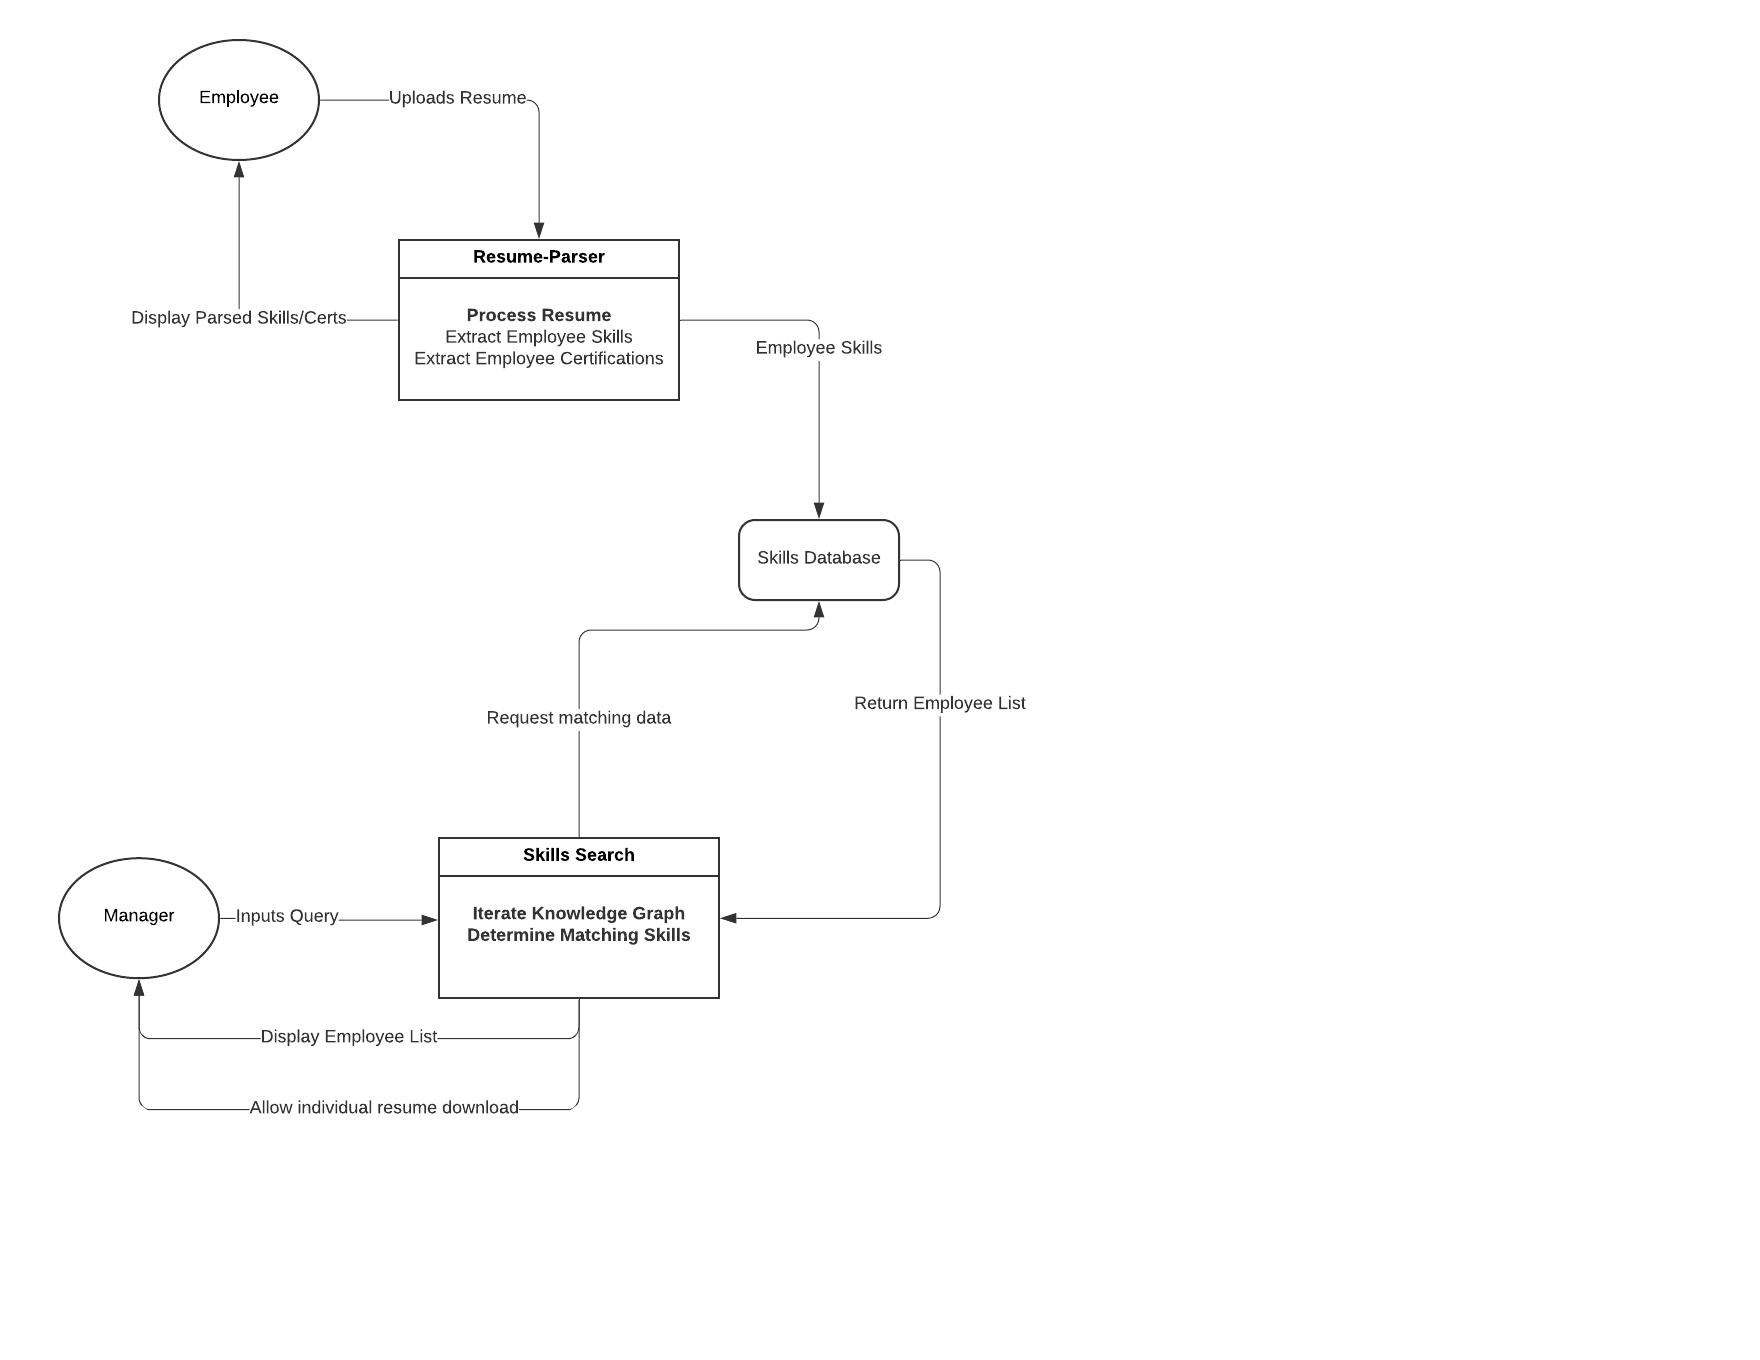 Employee
Uploads Resume
Resume-Parser
Process Resume
Extract Employee Skills
Extract Employee Certifications
Display Parsed Skills/Certs
Employee Skills
Skills Database
Request matching data
Return Employee List
Skills Search
Iterate Knowledge Graph
Determine Matching Skills
Manager
Inputs Query
Display Employee List
Allow individual resume download